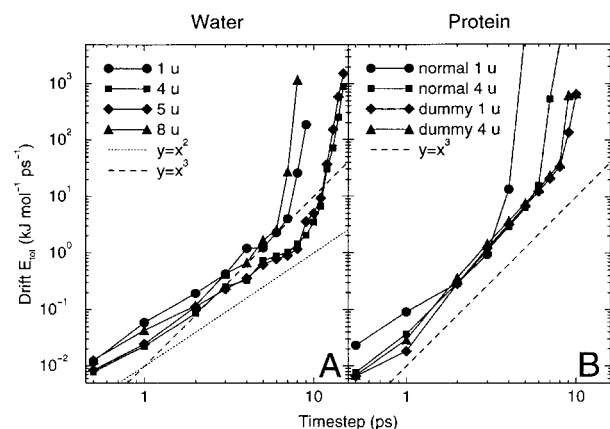 Water
Protein
Drift E_tot (kJ mol⁻¹ ps⁻¹)
10³
10²
10¹
10⁰
10⁻¹
10⁻²
1 u
4 u
5 u
8 u
y=x²
y=x³
A
normal 1 u
normal 4 u
dummy 1 u
dummy 4 u
y=x³
B
1
10
1
10
Timestep (ps)